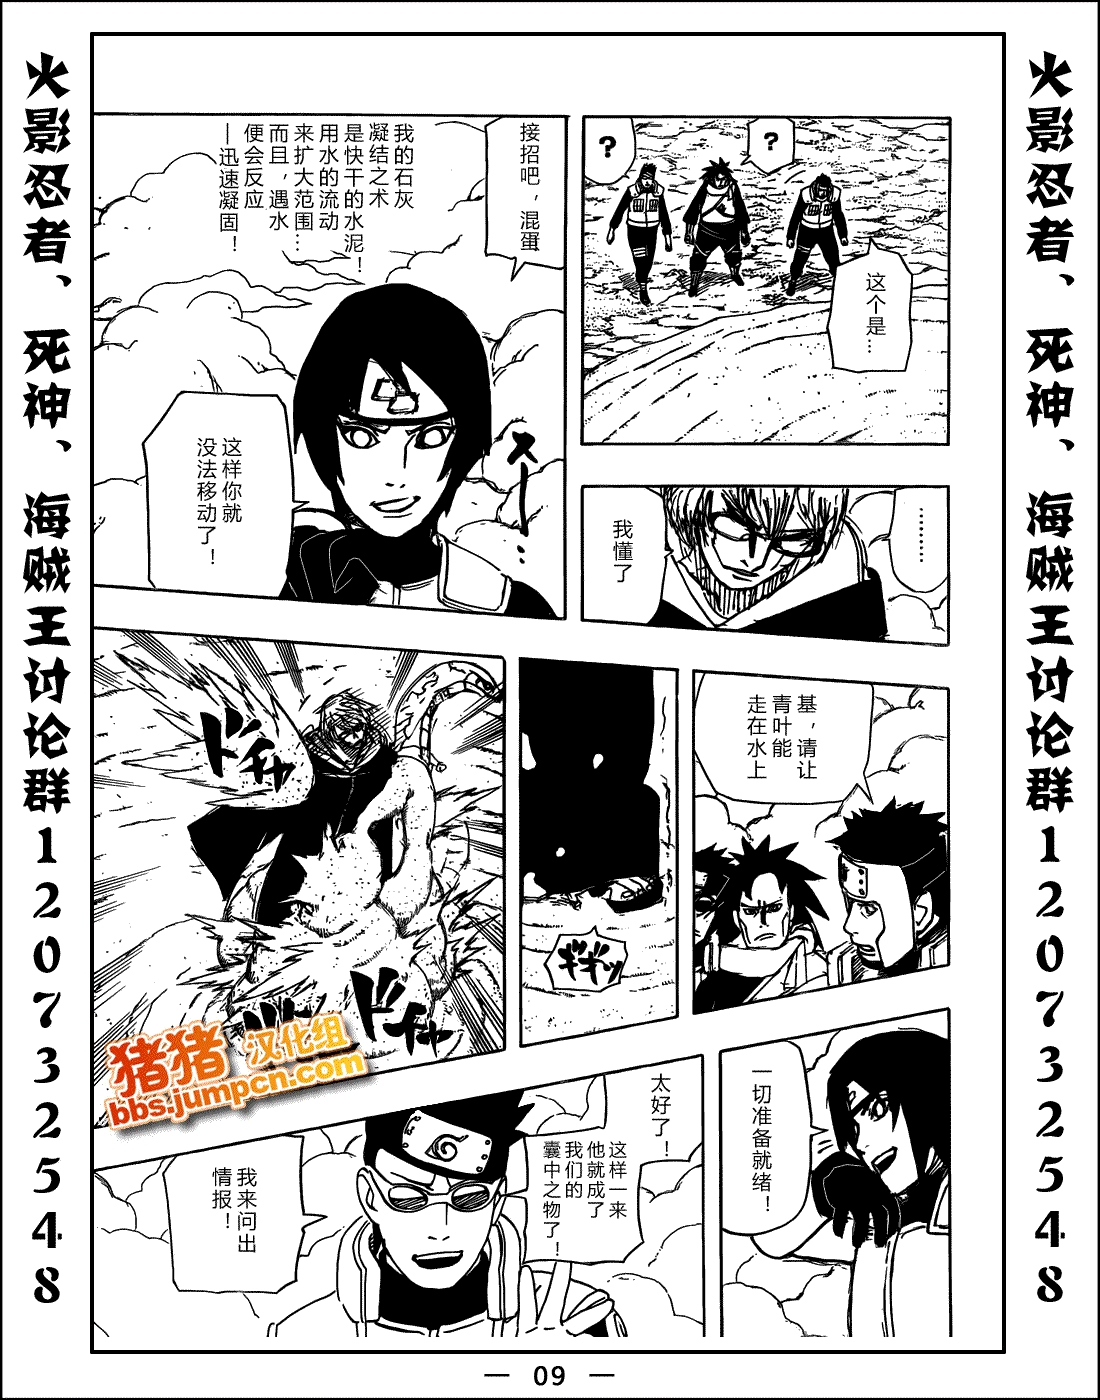 火影忍者、死神、海贼王讨论群120732548
？
？
这个是…
接招吧，混蛋
我的石灰
凝结之术
是快干的水泥！
用水的流动
来扩大范围…
而且，遇水
便会反应
—迅速凝固！
スーー…
这样你就
没法移动了！
………
我懂了
基，请让
青叶能
走在水上
ギギギッ
ドチャ
ドチャ
一切准备就绪！
太好了！
这样一来
他就成了
我们的
囊中之物了！
我来问出
情报！
猪猪汉化组
bbs.jumpcn.com
火影忍者、死神、海贼王讨论群120732548
— 09 —